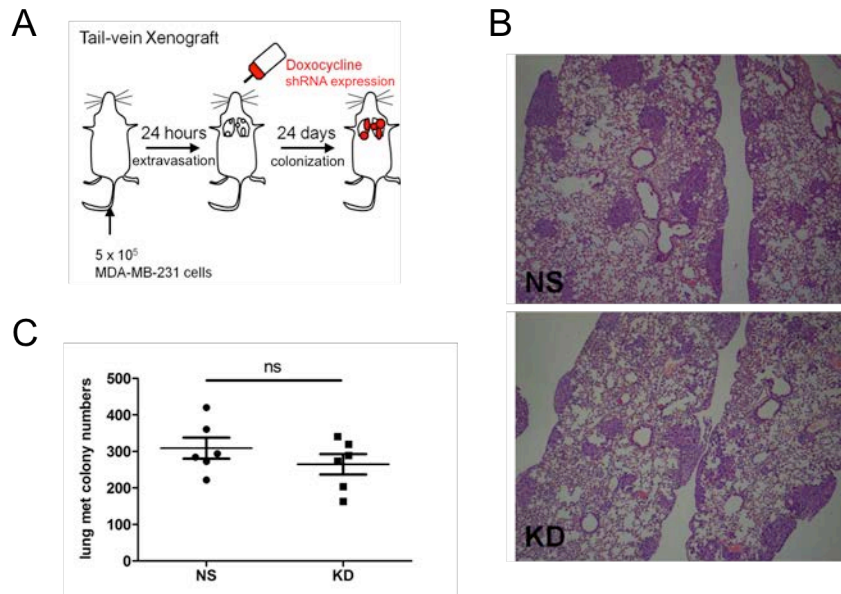 A
Tail-vein Xenograft
Doxocycline
shRNA expression
24 hours
extravasation
24 days
colonization
5 x 10⁵
MDA-MB-231 cells
B
NS
KD
C
ns
lung met colony numbers
500
400
300
200
100
0
NS
KD